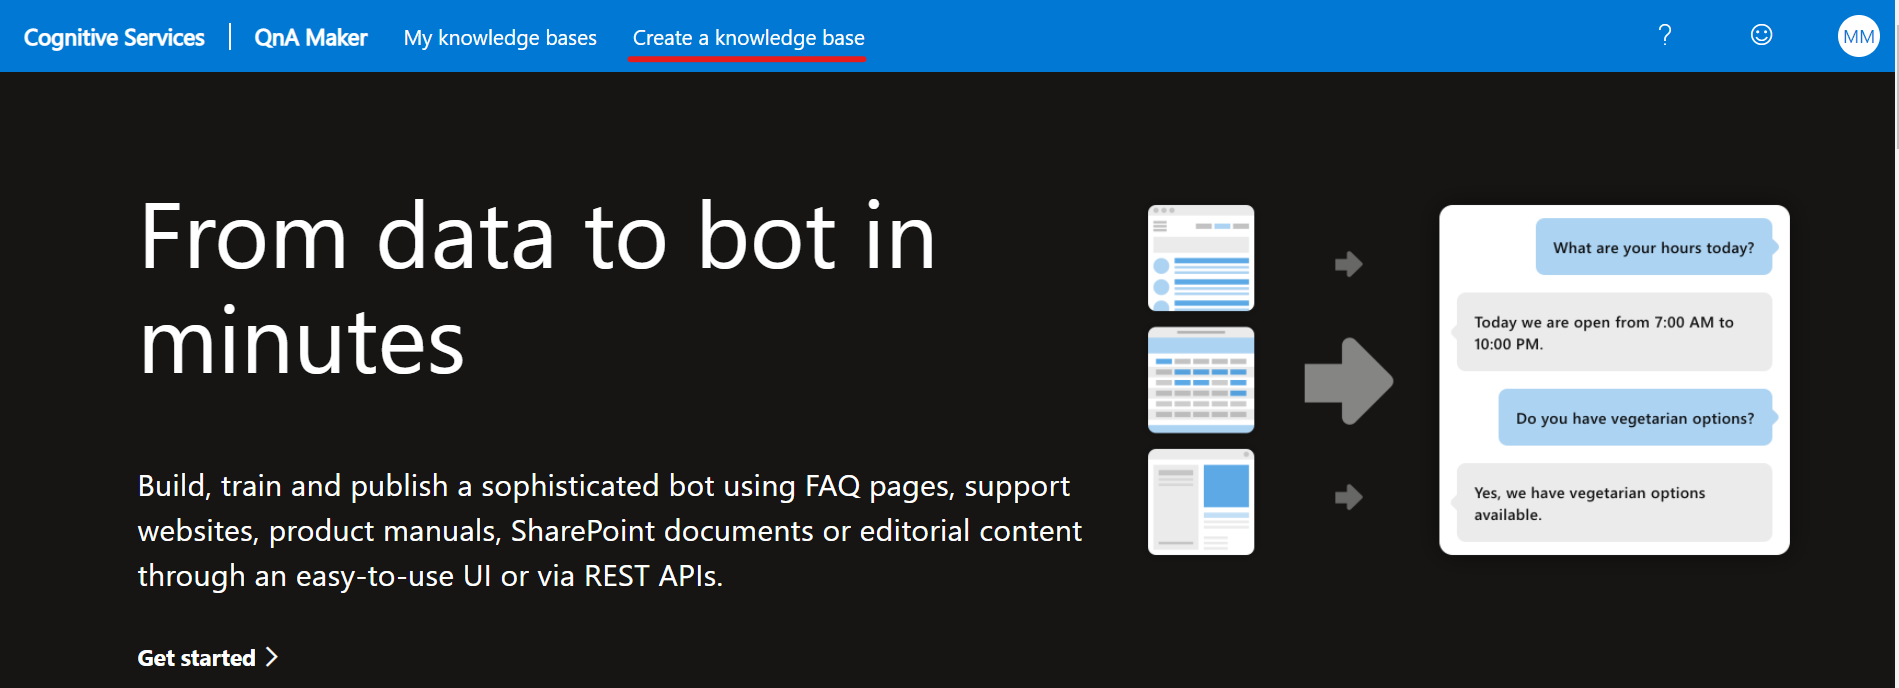 Cognitive Services | QnA Maker My knowledge bases Create a knowledge base ? MM
From data to bot in
minutes
Build, train and publish a sophisticated bot using FAQ pages, support
websites, product manuals, SharePoint documents or editorial content
through an easy-to-use UI or via REST APIs.
Get started >
What are your hours today?
Today we are open from 7:00 AM to
10:00 PM.
Do you have vegetarian options?
Yes, we have vegetarian options
available.